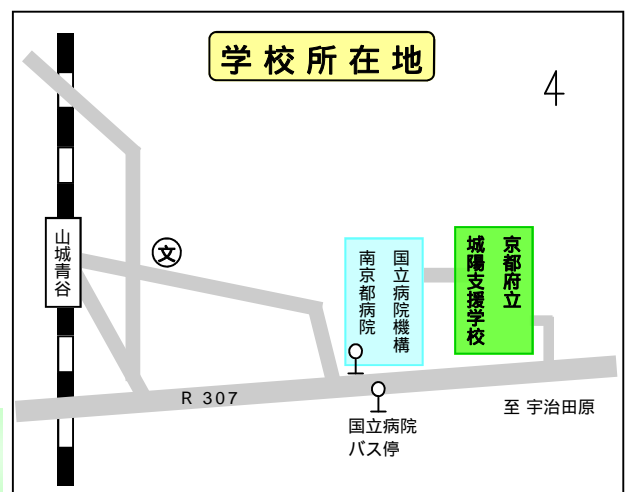 学校所在地
4
山城青谷
文
国立病院機構
南京都病院
京都府立
城陽支援学校
R 307
至 宇治田原
国立病院
バス停